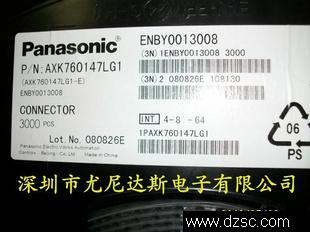 Panasonic
P/N: AXK760147LG1
(AXK760147LG1-E)
ENBY0013008
CONNECTOR
3000 PCS
Lot. No. 080826E
ENBY0013008
(3N) 1ENBY0013008 3000
(3N) 2 080826E 108130
INT 4-8 -64
1PAXK760147LG1
06
PS
深圳市尤尼达斯电子有限公司
www.dzsc.com